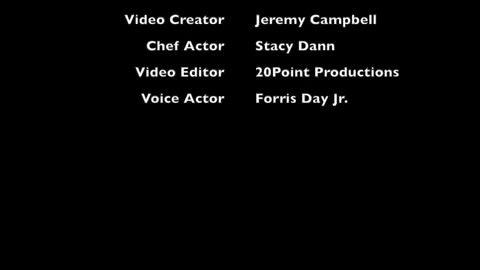 Video Creator Jeremy Campbell
Chef Actor Stacy Dann
Video Editor 20Point Productions
Voice Actor Forris Day Jr.